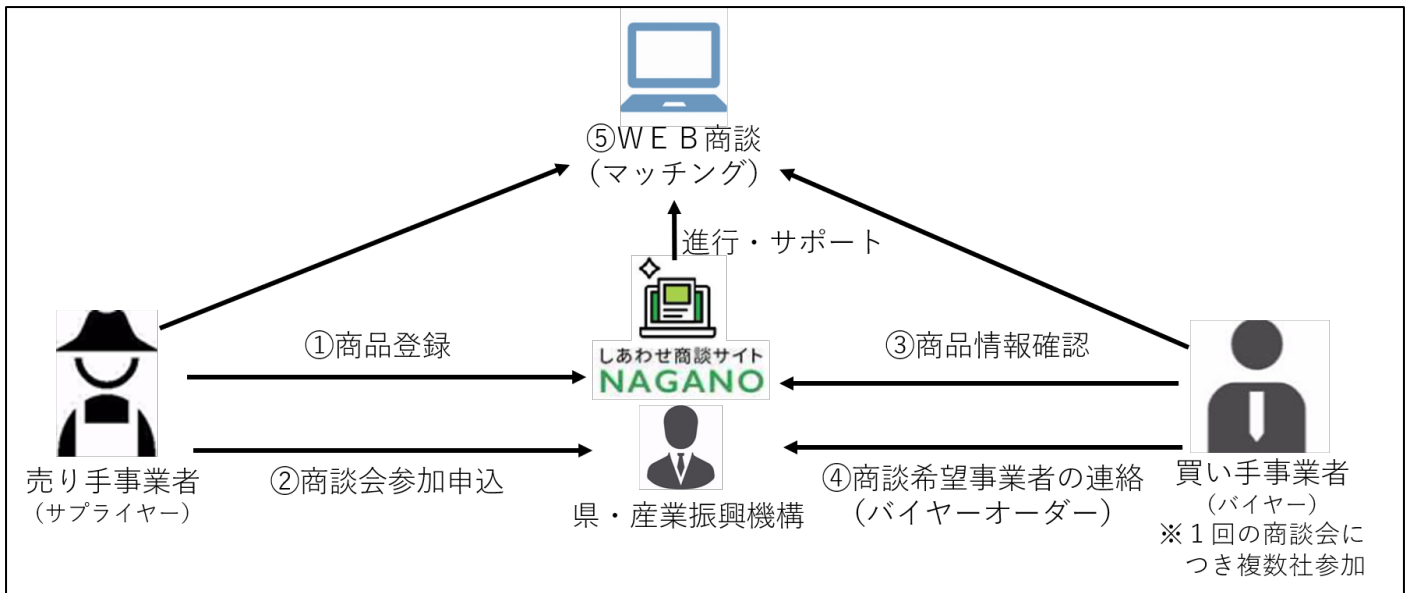 ⑤ＷＥＢ商談
（マッチング）
進行・サポート
①商品登録
しあわせ商談サイト
NAGANO
③商品情報確認
売り手事業者
（サプライヤー）
②商談会参加申込
県・産業振興機構
④商談希望事業者の連絡
（バイヤーオーダー）
買い手事業者
（バイヤー）
※１回の商談会に
つき複数社参加